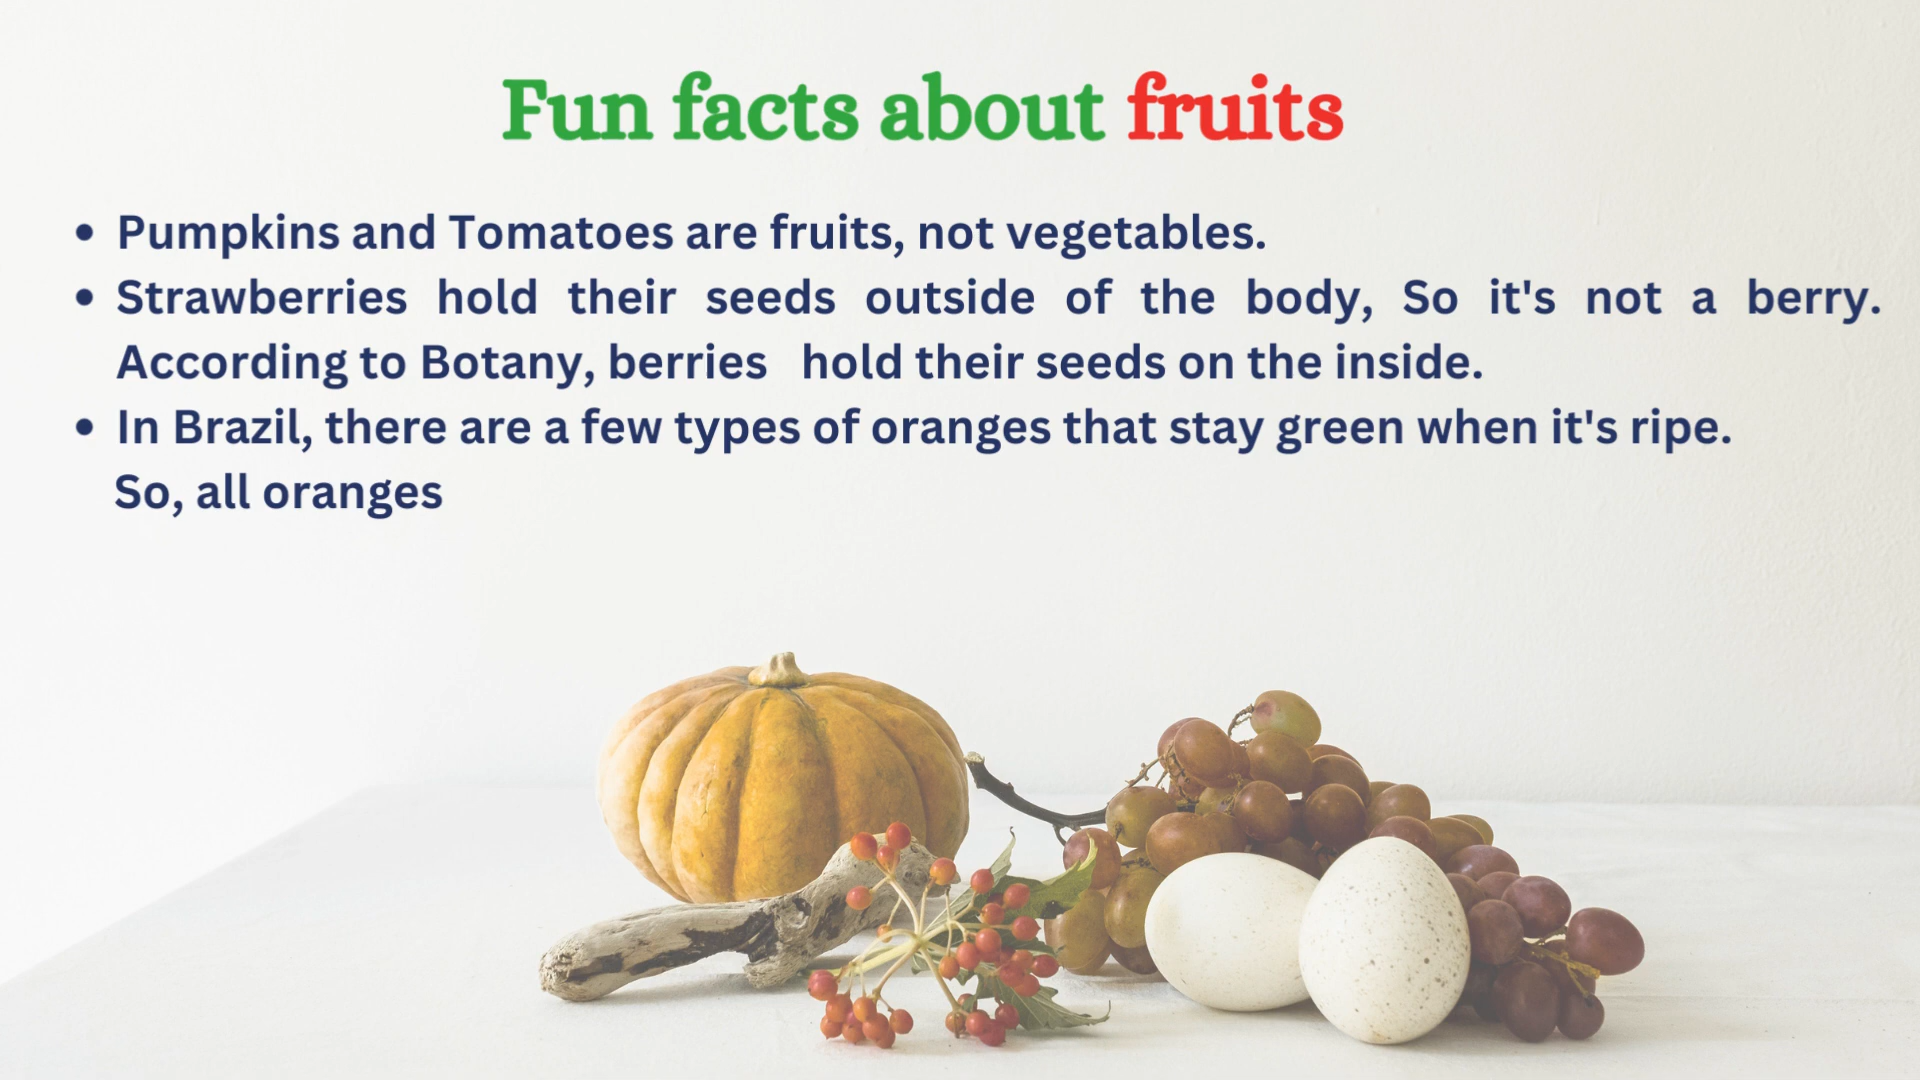 Fun facts about fruits
• Pumpkins and Tomatoes are fruits, not vegetables.
• Strawberries hold their seeds outside of the body, So it's not a berry.
According to Botany, berries hold their seeds on the inside.
• In Brazil, there are a few types of oranges that stay green when it's ripe.
So, all oranges